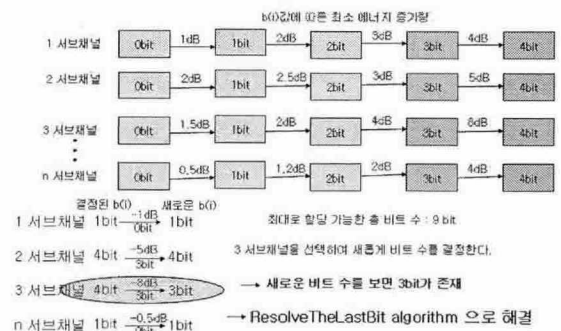 b(i)값에 따른 최소 에너지 증가량
1 서브채널 0bit 1dB 1bit 2dB 2bit 3dB 3bit 4dB 4bit
2 서브채널 0bit 2dB 1bit 2.5dB 2bit 3dB 3bit 5dB 4bit
3 서브채널 0bit 1.5dB 1bit 2dB 2bit 4dB 3bit 8dB 4bit
n 서브채널 0bit 0.5dB 1bit 1.2dB 2bit 2dB 3bit 4dB 4bit
결정된 b(i) 새로운 b(i)
1 서브채널 1bit -1dB 0bit 1bit
최대로 할당 가능한 총 비트 수 : 9 bit
2 서브채널 4bit -5dB 3bit 4bit
3 서브채널을 선택하여 새롭게 비트 수를 결정한다.
3 서브채널 4bit -8dB 3bit 3bit
새로운 비트 수를 보면 3bit가 존재
n 서브채널 1bit -0.5dB 0bit 1bit
ResolveTheLastBit algorithm 으로 해결